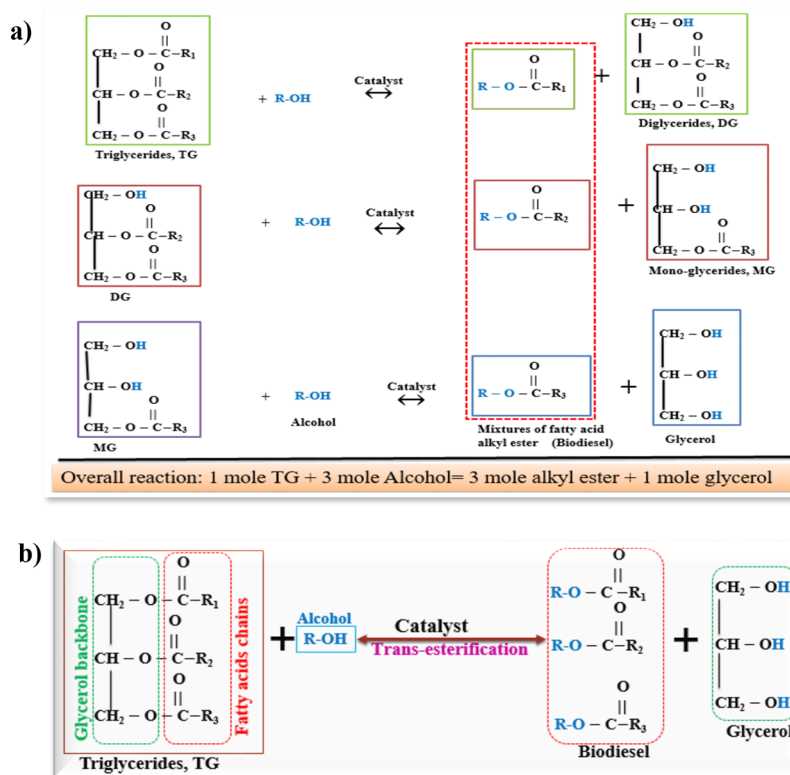 a)
O
||
CH₂ – O – C–R₁
O
||
CH – O – C–R₂
O
||
CH₂ – O – C–R₃
Triglycerides, TG
+ R-OH
Catalyst
↔
O
||
R – O – C–R₁
+
CH₂ – OH
O
||
CH – O – C–R₂
O
||
CH₂ – O – C–R₃
Diglycerides, DG
CH₂ – OH
O
||
CH – O – C–R₂
O
||
CH₂ – O – C–R₃
DG
+ R-OH
Catalyst
↔
O
||
R – O – C–R₂
+
CH₂ – OH
CH – OH
O
||
CH₂ – O – C–R₃
Mono-glycerides, MG
CH₂ – OH
CH – OH
O
||
CH₂ – O – C–R₃
MG
+ R-OH
Alcohol
Catalyst
↔
O
||
R – O – C–R₃
Mixtures of fatty acid
alkyl ester (Biodiesel)
+
CH₂ – OH
CH – OH
CH₂ – OH
Glycerol
Overall reaction: 1 mole TG + 3 mole Alcohol= 3 mole alkyl ester + 1 mole glycerol
b)
Glycerol backbone
O
||
CH₂ – O – C–R₁
O
||
CH – O – C–R₂
O
||
CH₂ – O – C–R₃
Fatty acids chains
Triglycerides, TG
+
Alcohol
R-OH
Catalyst
Trans-esterification
O
||
R-O – C–R₁
O
||
R-O – C–R₂
O
||
R-O – C–R₃
Biodiesel
+
CH₂ – OH
CH – OH
CH₂ – OH
Glycerol